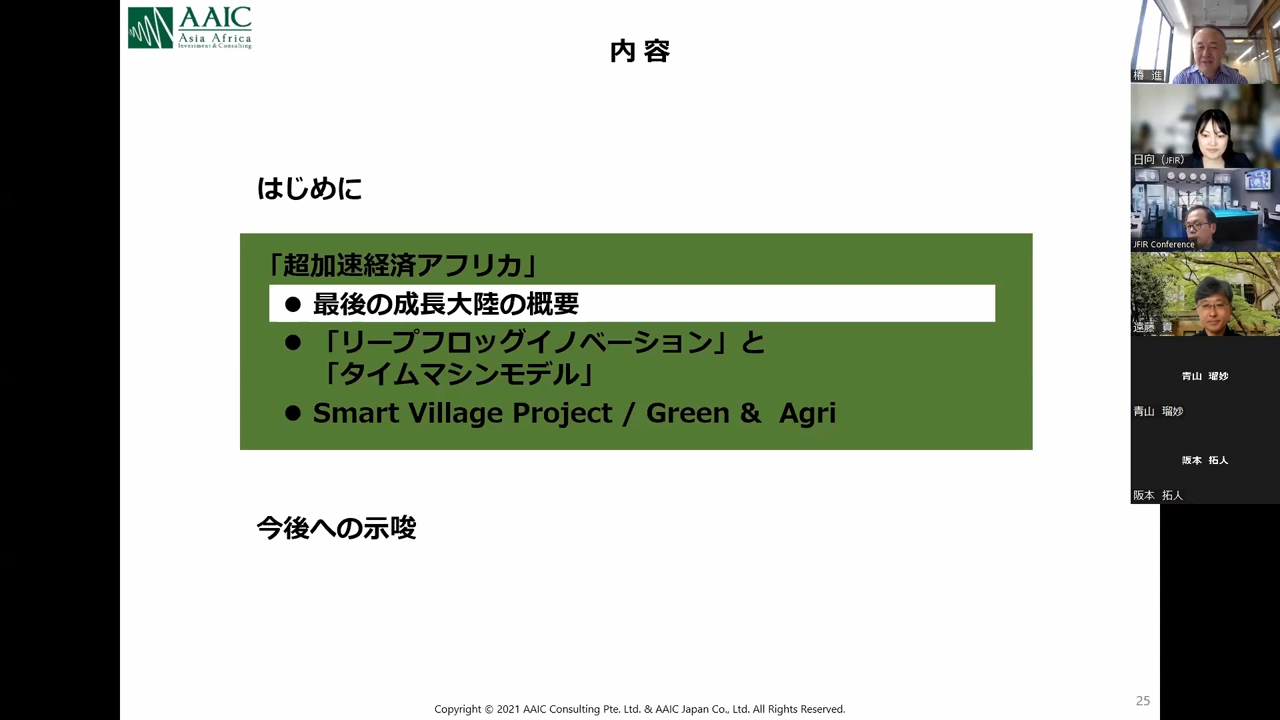 AAIC
Asia Africa
Investment & Consulting
内 容
はじめに
「超加速経済アフリカ」
● 最後の成長大陸の概要
● 「リープフロッグイノベーション」と
「タイムマシンモデル」
● Smart Village Project / Green & Agri
今後への示唆
Copyright © 2021 AAIC Consulting Pte. Ltd. & AAIC Japan Co., Ltd. All Rights Reserved.
25
椿 進
日向（JFIR）
JFIR Conference
遠藤 貢
青山 瑠妙
青山 瑠妙
阪本 拓人
阪本 拓人